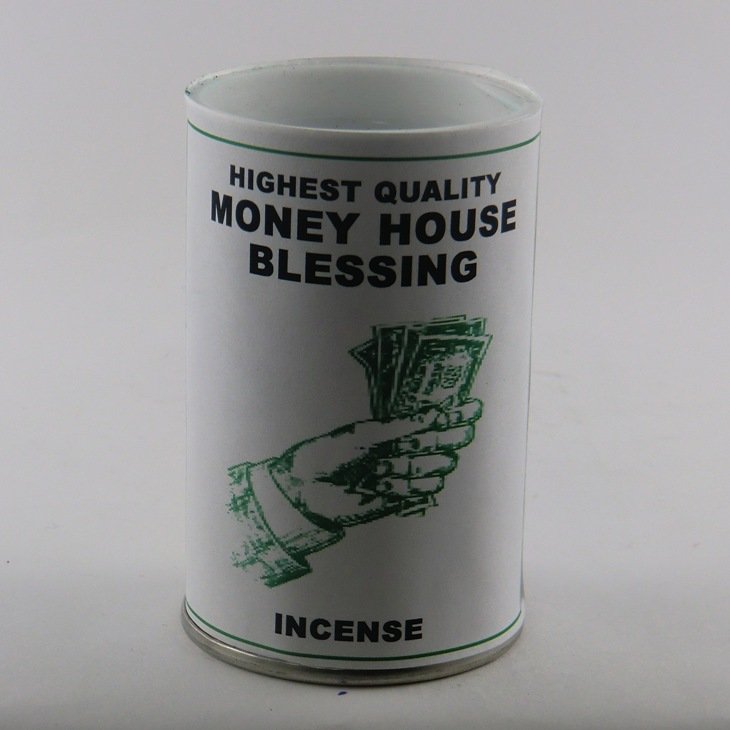 HIGHEST QUALITY
MONEY HOUSE
BLESSING
INCENSE